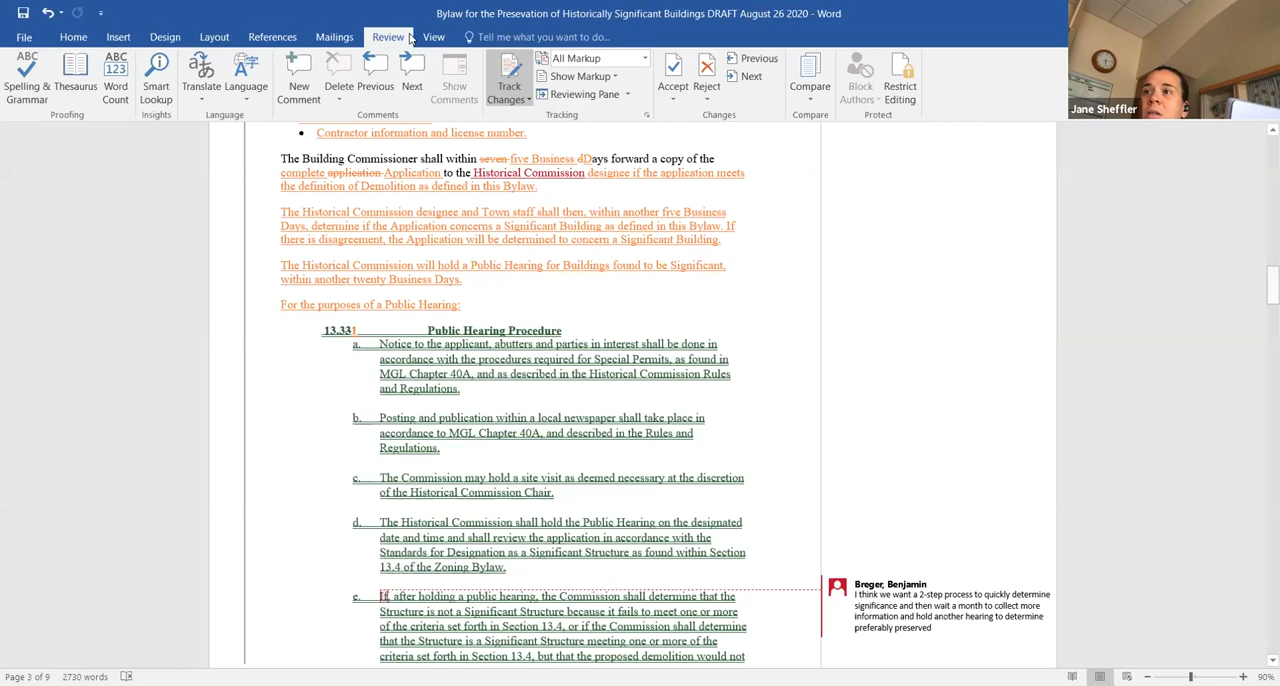 Bylaw for the Presevation of Historically Significant Buildings DRAFT August 26 2020 - Word
File Home Insert Design Layout References Mailings Review View Tell me what you want to do...
ABC
Spelling & Grammar
Thesaurus
ABC
123
Word Count
Proofing
Smart Lookup
Insights
Translate
Language
Language
New Comment
Delete
Previous
Next
Show Comments
Comments
Track Changes
All Markup
Show Markup
Reviewing Pane
Tracking
Accept
Reject
Previous
Next
Changes
Compare
Compare
Block Authors
Restrict Editing
Protect
Jane Sheffler
Contractor information and license number.
The Building Commissioner shall within seven five Business dDays forward a copy of the
complete application Application to the Historical Commission designee if the application meets
the definition of Demolition as defined in this Bylaw.
The Historical Commission designee and Town staff shall then, within another five Business
Days, determine if the Application concerns a Significant Building as defined in this Bylaw. If
there is disagreement, the Application will be determined to concern a Significant Building.
The Historical Commission will hold a Public Hearing for Buildings found to be Significant,
within another twenty Business Days.
For the purposes of a Public Hearing:
13.331 Public Hearing Procedure
a. Notice to the applicant, abutters and parties in interest shall be done in
accordance with the procedures required for Special Permits, as found in
MGL Chapter 40A, and as described in the Historical Commission Rules
and Regulations.
b. Posting and publication within a local newspaper shall take place in
accordance to MGL Chapter 40A, and described in the Rules and
Regulations.
c. The Commission may hold a site visit as deemed necessary at the discretion
of the Historical Commission Chair.
d. The Historical Commission shall hold the Public Hearing on the designated
date and time and shall review the application in accordance with the
Standards for Designation as a Significant Structure as found within Section
13.4 of the Zoning Bylaw.
e. If, after holding a public hearing, the Commission shall determine that the
Structure is not a Significant Structure because it fails to meet one or more
of the criteria set forth in Section 13.4, or if the Commission shall determine
that the Structure is a Significant Structure meeting one or more of the
criteria set forth in Section 13.4, but that the proposed demolition would not
Breger, Benjamin
I think we want a 2-step process to quickly determine
significance and then wait a month to collect more
information and hold another hearing to determine
preferably preserved
Page 3 of 9 2730 words
90%